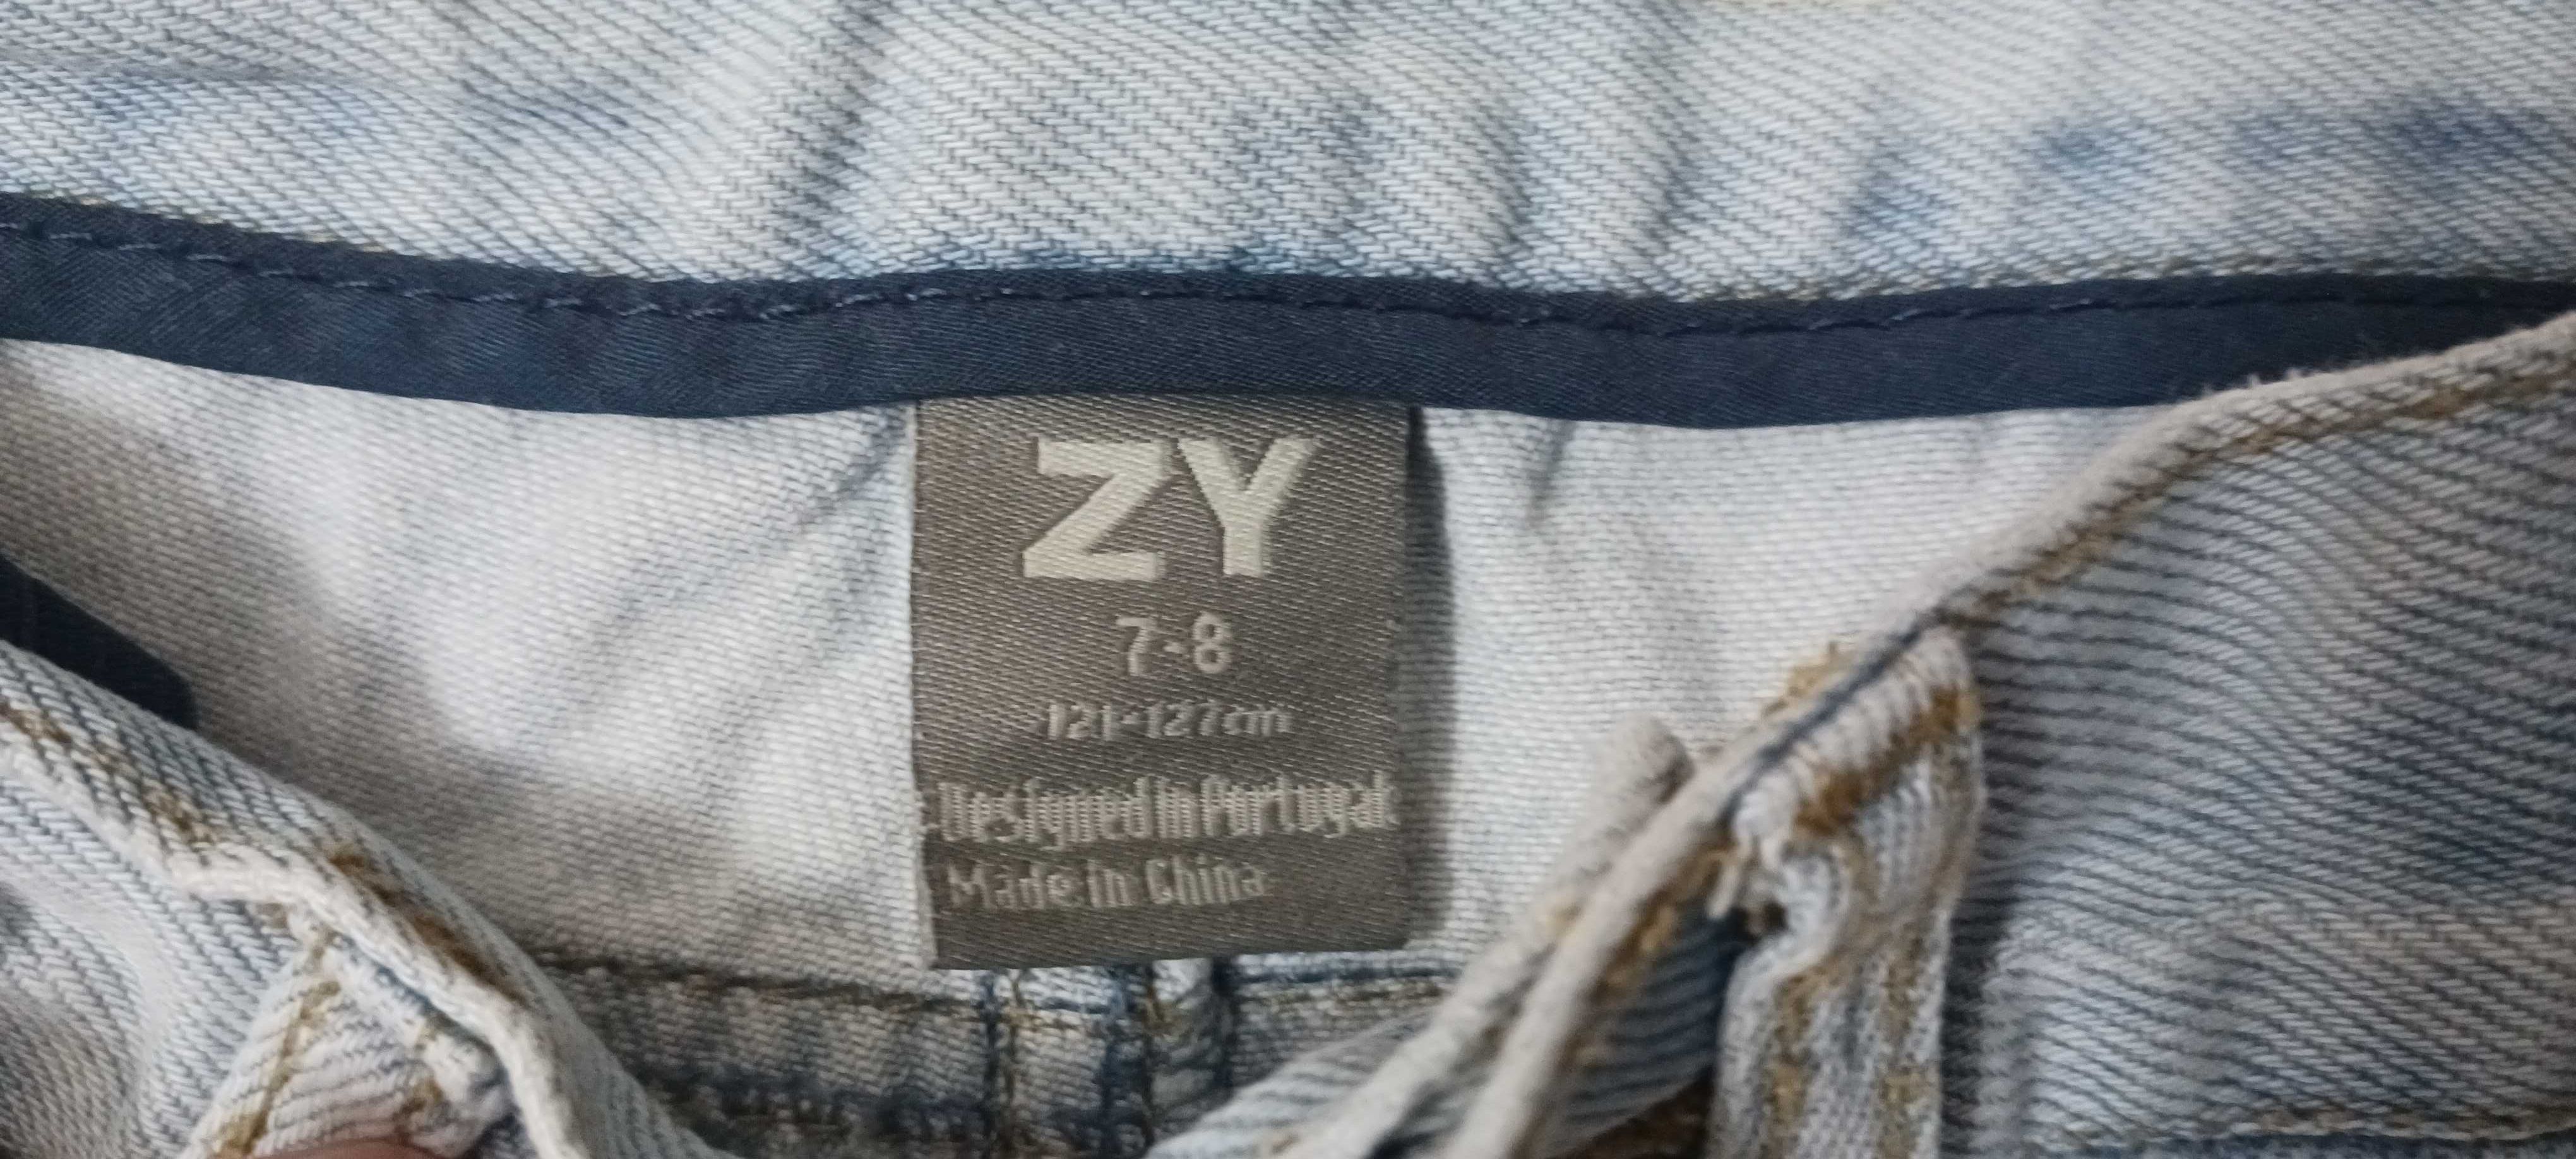 ZY
7-8
121-127cm
Designed in Portugal
Made in China